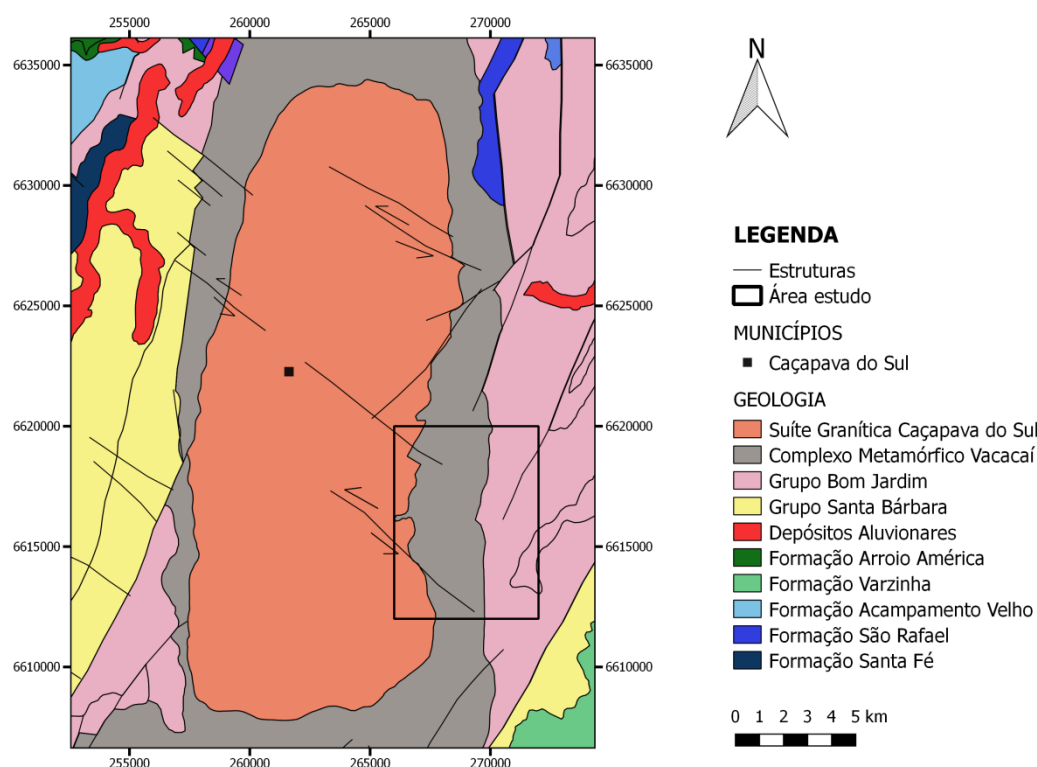 255000 260000 265000 270000
6635000 6635000
6630000 6630000
6625000 6625000
6620000 6620000
6615000 6615000
6610000 6610000
255000 260000 265000 270000
N
LEGENDA
Estruturas
Área estudo
MUNICÍPIOS
Caçapava do Sul
GEOLOGIA
Suíte Granítica Caçapava do Sul
Complexo Metamórfico Vacacaí
Grupo Bom Jardim
Grupo Santa Bárbara
Depósitos Aluvionares
Formação Arroio América
Formação Varzinha
Formação Acampamento Velho
Formação São Rafael
Formação Santa Fé
0 1 2 3 4 5 km